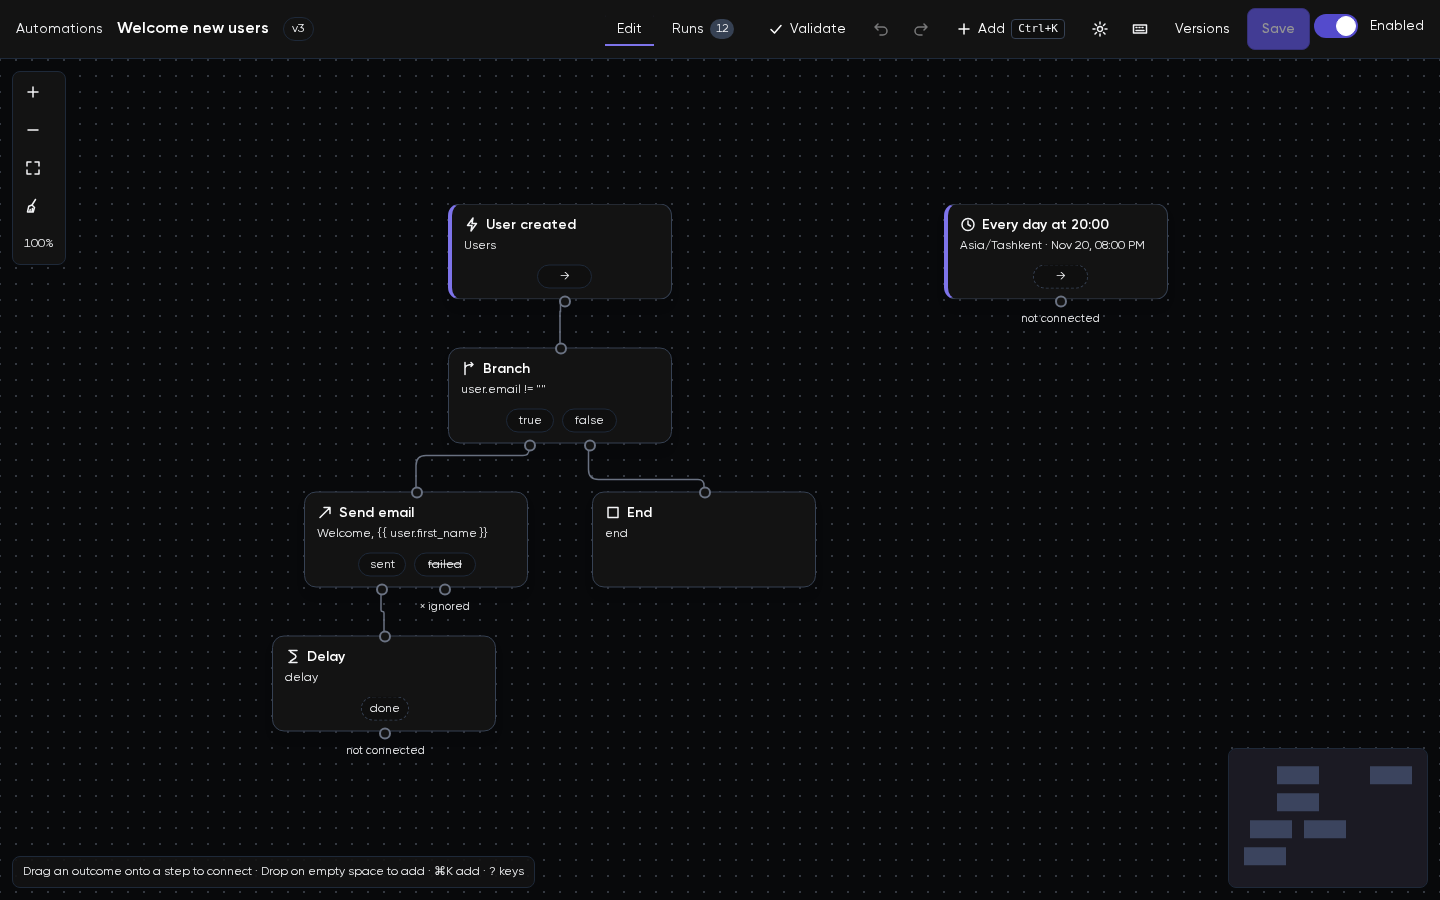 Automations Welcome new users v3 Edit Runs 12 Validate Add Ctrl+K Versions Save Enabled
100%
User created
Users
→
Every day at 20:00
Asia/Tashkent · Nov 20, 08:00 PM
→
not connected
Branch
user.email != ""
true false
Send email
Welcome, {{ user.first_name }}
sent failed
× ignored
End
end
Delay
delay
done
not connected
Drag an outcome onto a step to connect · Drop on empty space to add · ⌘K add · ? keys